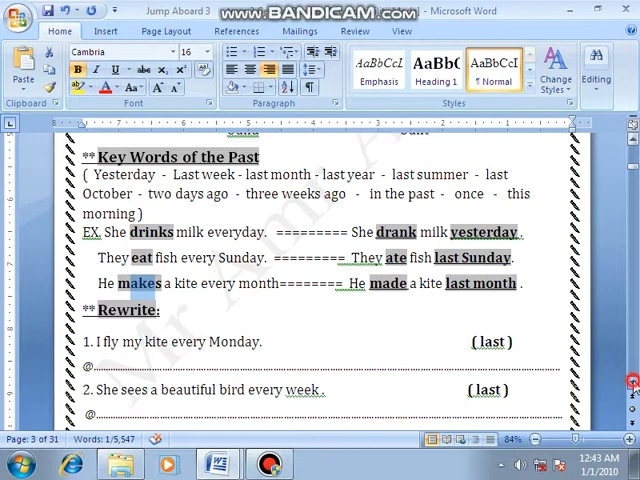 Jump Aboard 3
www.BANDICAM.com
- Microsoft Word
Home
Insert
Page Layout
References
Mailings
Review
View
Cambria
16
Paste
Clipboard
Font
Paragraph
AaBbCcI
AaBbCc
AaBbCcI
Emphasis
Heading 1
¶ Normal
Change
Styles
Editing
Styles
** Key Words of the Past
( Yesterday - Last week - last month - last year - last summer - last
October - two days ago - three weeks ago - in the past - once - this
morning )
EX. She drinks milk everyday. ========= She drank milk yesterday .
They eat fish every Sunday. ========= They ate fish last Sunday.
He makes a kite every month======== He made a kite last month .
** Rewrite:
1. I fly my kite every Monday. ( last )
@
2. She sees a beautiful bird every week . ( last )
@
Mr Amr
Page: 3 of 31
Words: 1/5,547
84%
12:43 AM
1/1/2010